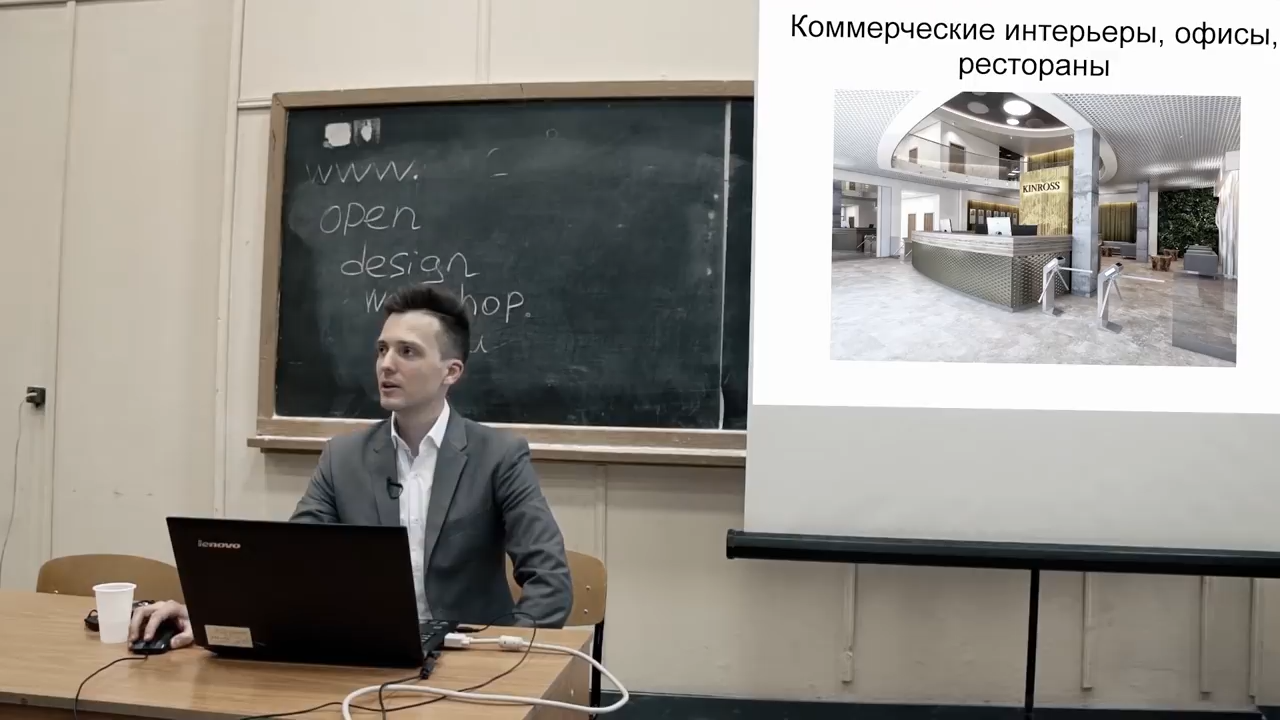 Коммерческие интерьеры, офисы,
рестораны
KINROSS
www.
open
design
lenovo